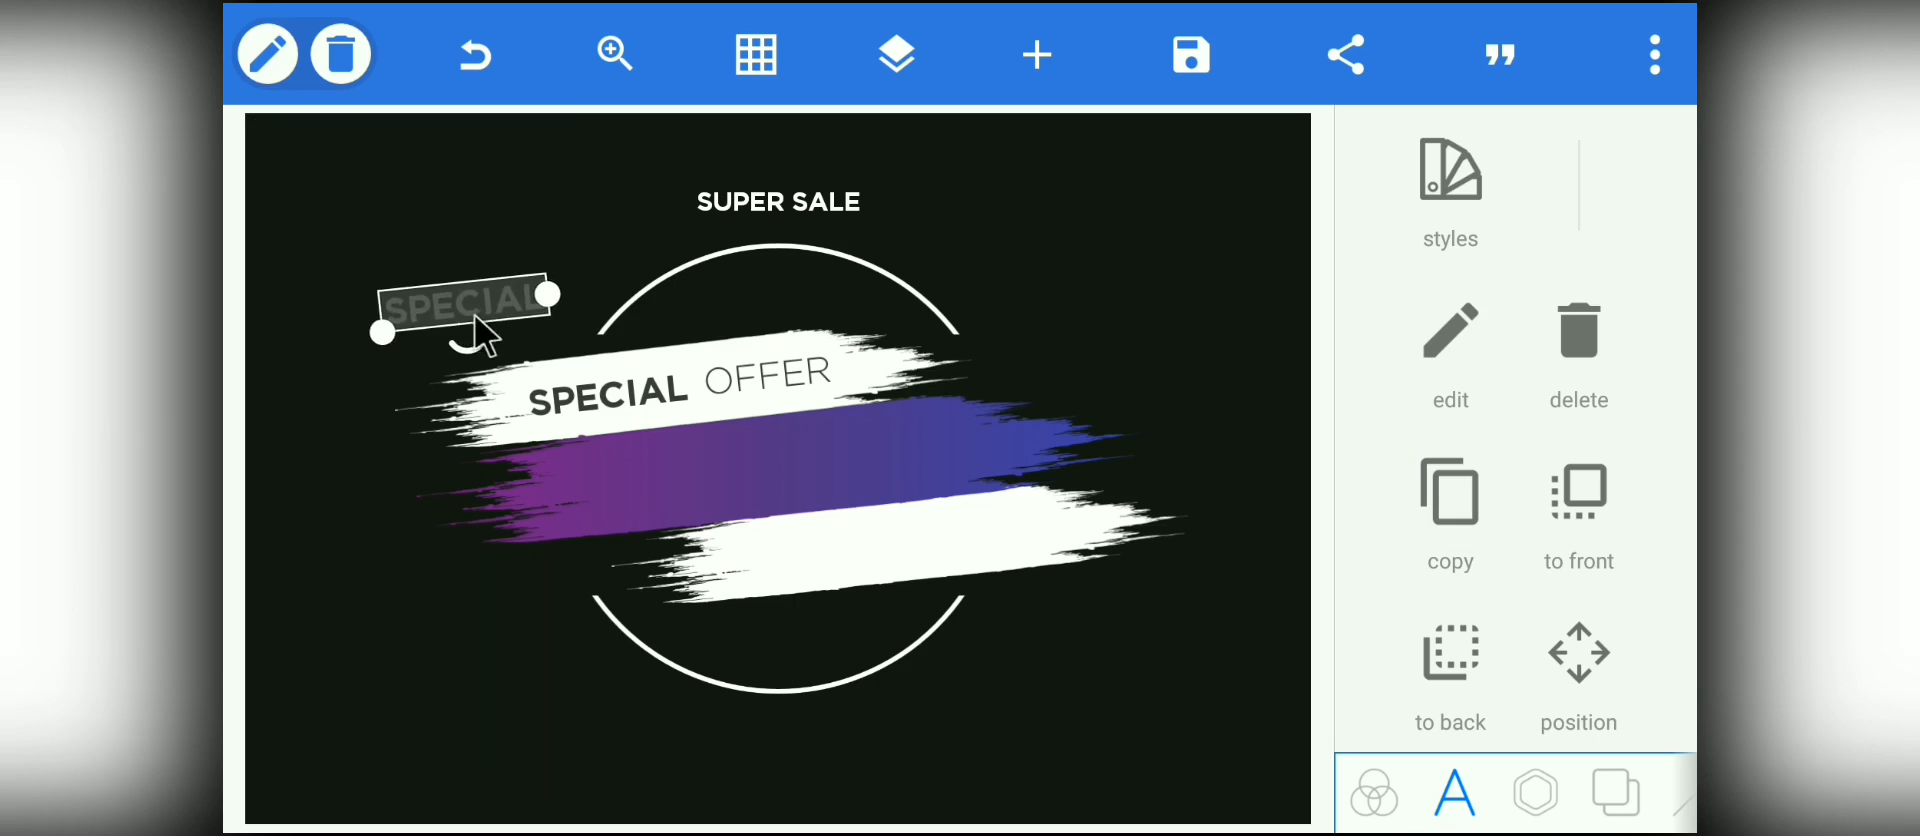 SUPER SALE
SPECIAL
SPECIAL OFFER
styles
edit
delete
copy
to front
to back
position